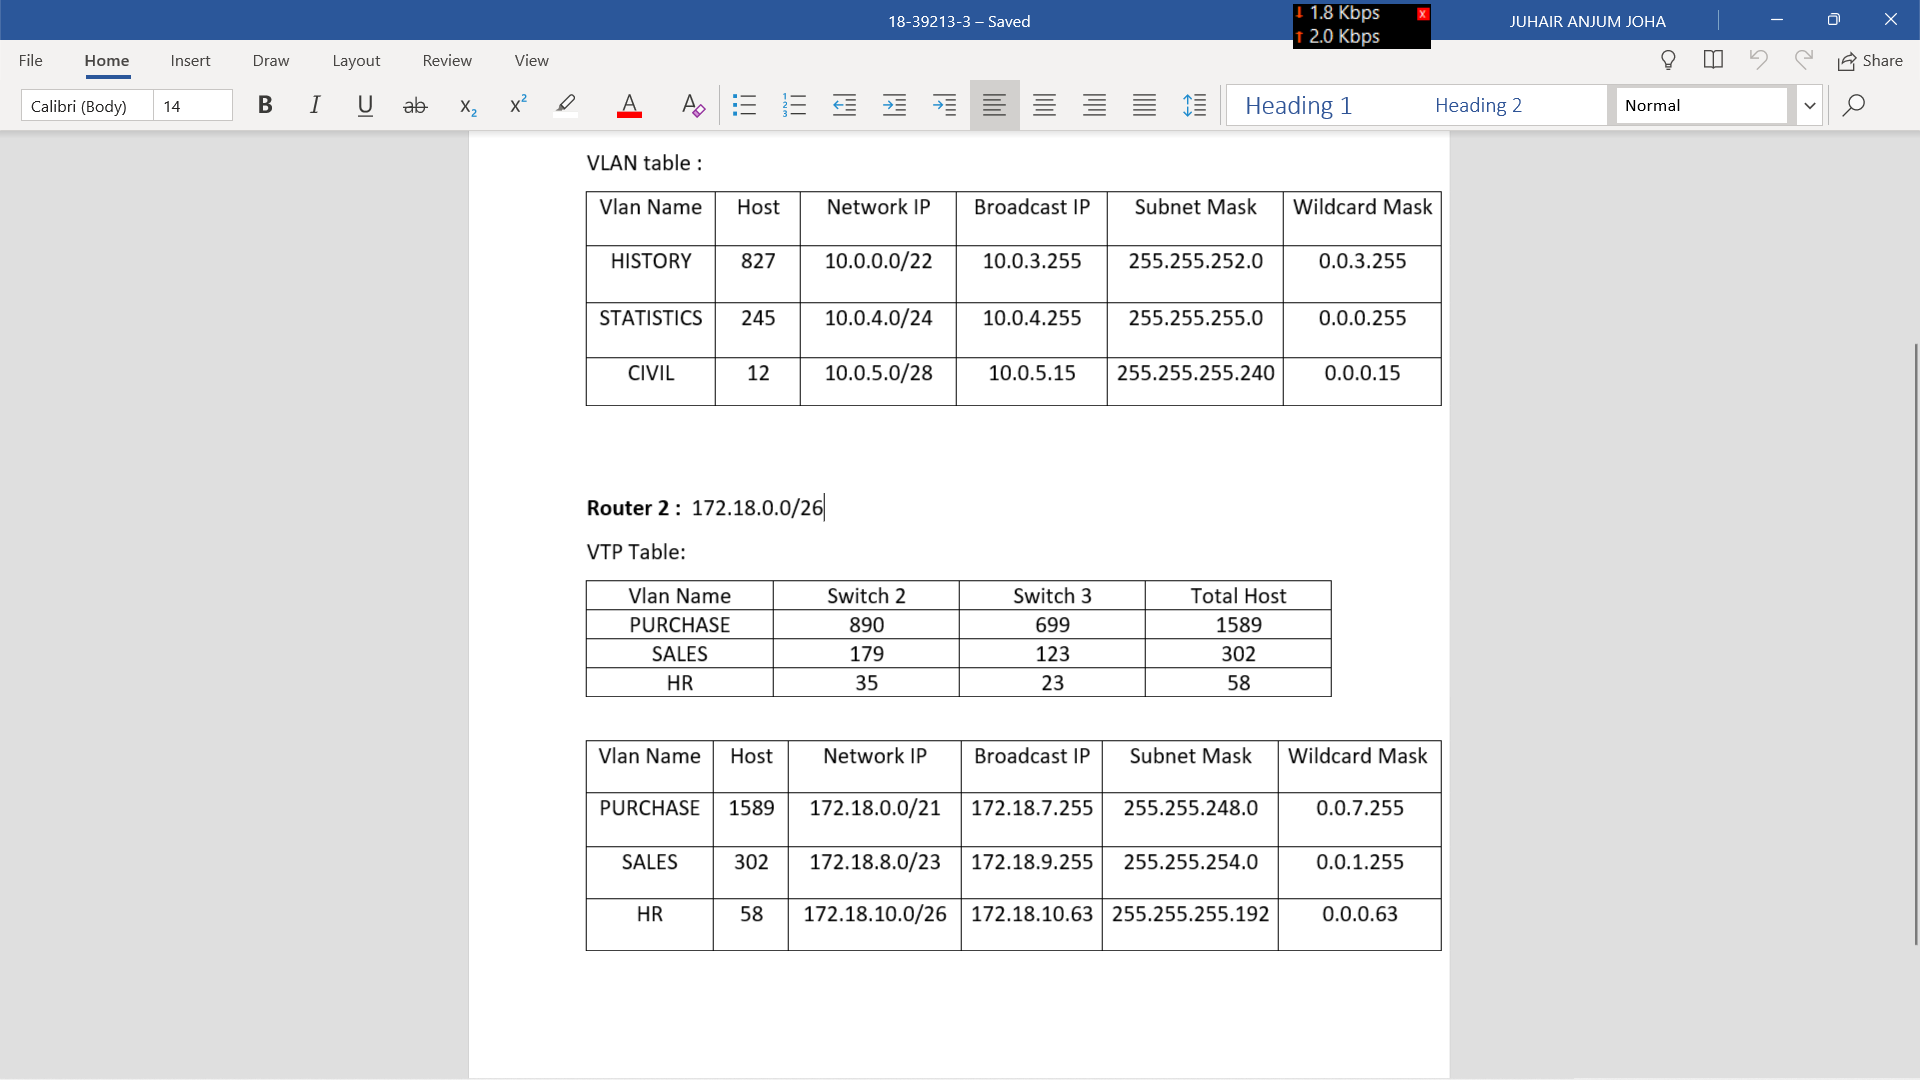 18-39213-3 – Saved
1.8 Kbps x
2.0 Kbps
JUHAIR ANJUM JOHA
File Home Insert Draw Layout Review View
Share
Calibri (Body) 14 B I U ab x2 x2 A A
Heading 1 Heading 2 Normal
VLAN table :
Vlan Name Host Network IP Broadcast IP Subnet Mask Wildcard Mask
HISTORY 827 10.0.0.0/22 10.0.3.255 255.255.252.0 0.0.3.255
STATISTICS 245 10.0.4.0/24 10.0.4.255 255.255.255.0 0.0.0.255
CIVIL 12 10.0.5.0/28 10.0.5.15 255.255.255.240 0.0.0.15
Router 2 : 172.18.0.0/26
VTP Table:
Vlan Name Switch 2 Switch 3 Total Host
PURCHASE 890 699 1589
SALES 179 123 302
HR 35 23 58
Vlan Name Host Network IP Broadcast IP Subnet Mask Wildcard Mask
PURCHASE 1589 172.18.0.0/21 172.18.7.255 255.255.248.0 0.0.7.255
SALES 302 172.18.8.0/23 172.18.9.255 255.255.254.0 0.0.1.255
HR 58 172.18.10.0/26 172.18.10.63 255.255.255.192 0.0.0.63